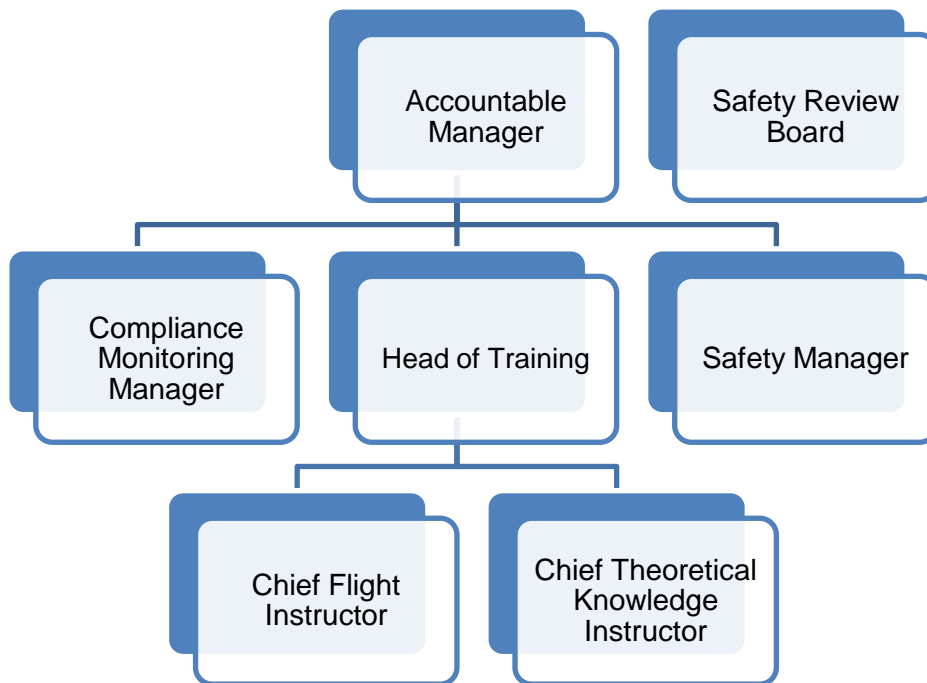 Accountable
Manager
Safety Review
Board
Compliance
Monitoring
Manager
Head of Training
Safety Manager
Chief Flight
Instructor
Chief Theoretical
Knowledge
Instructor